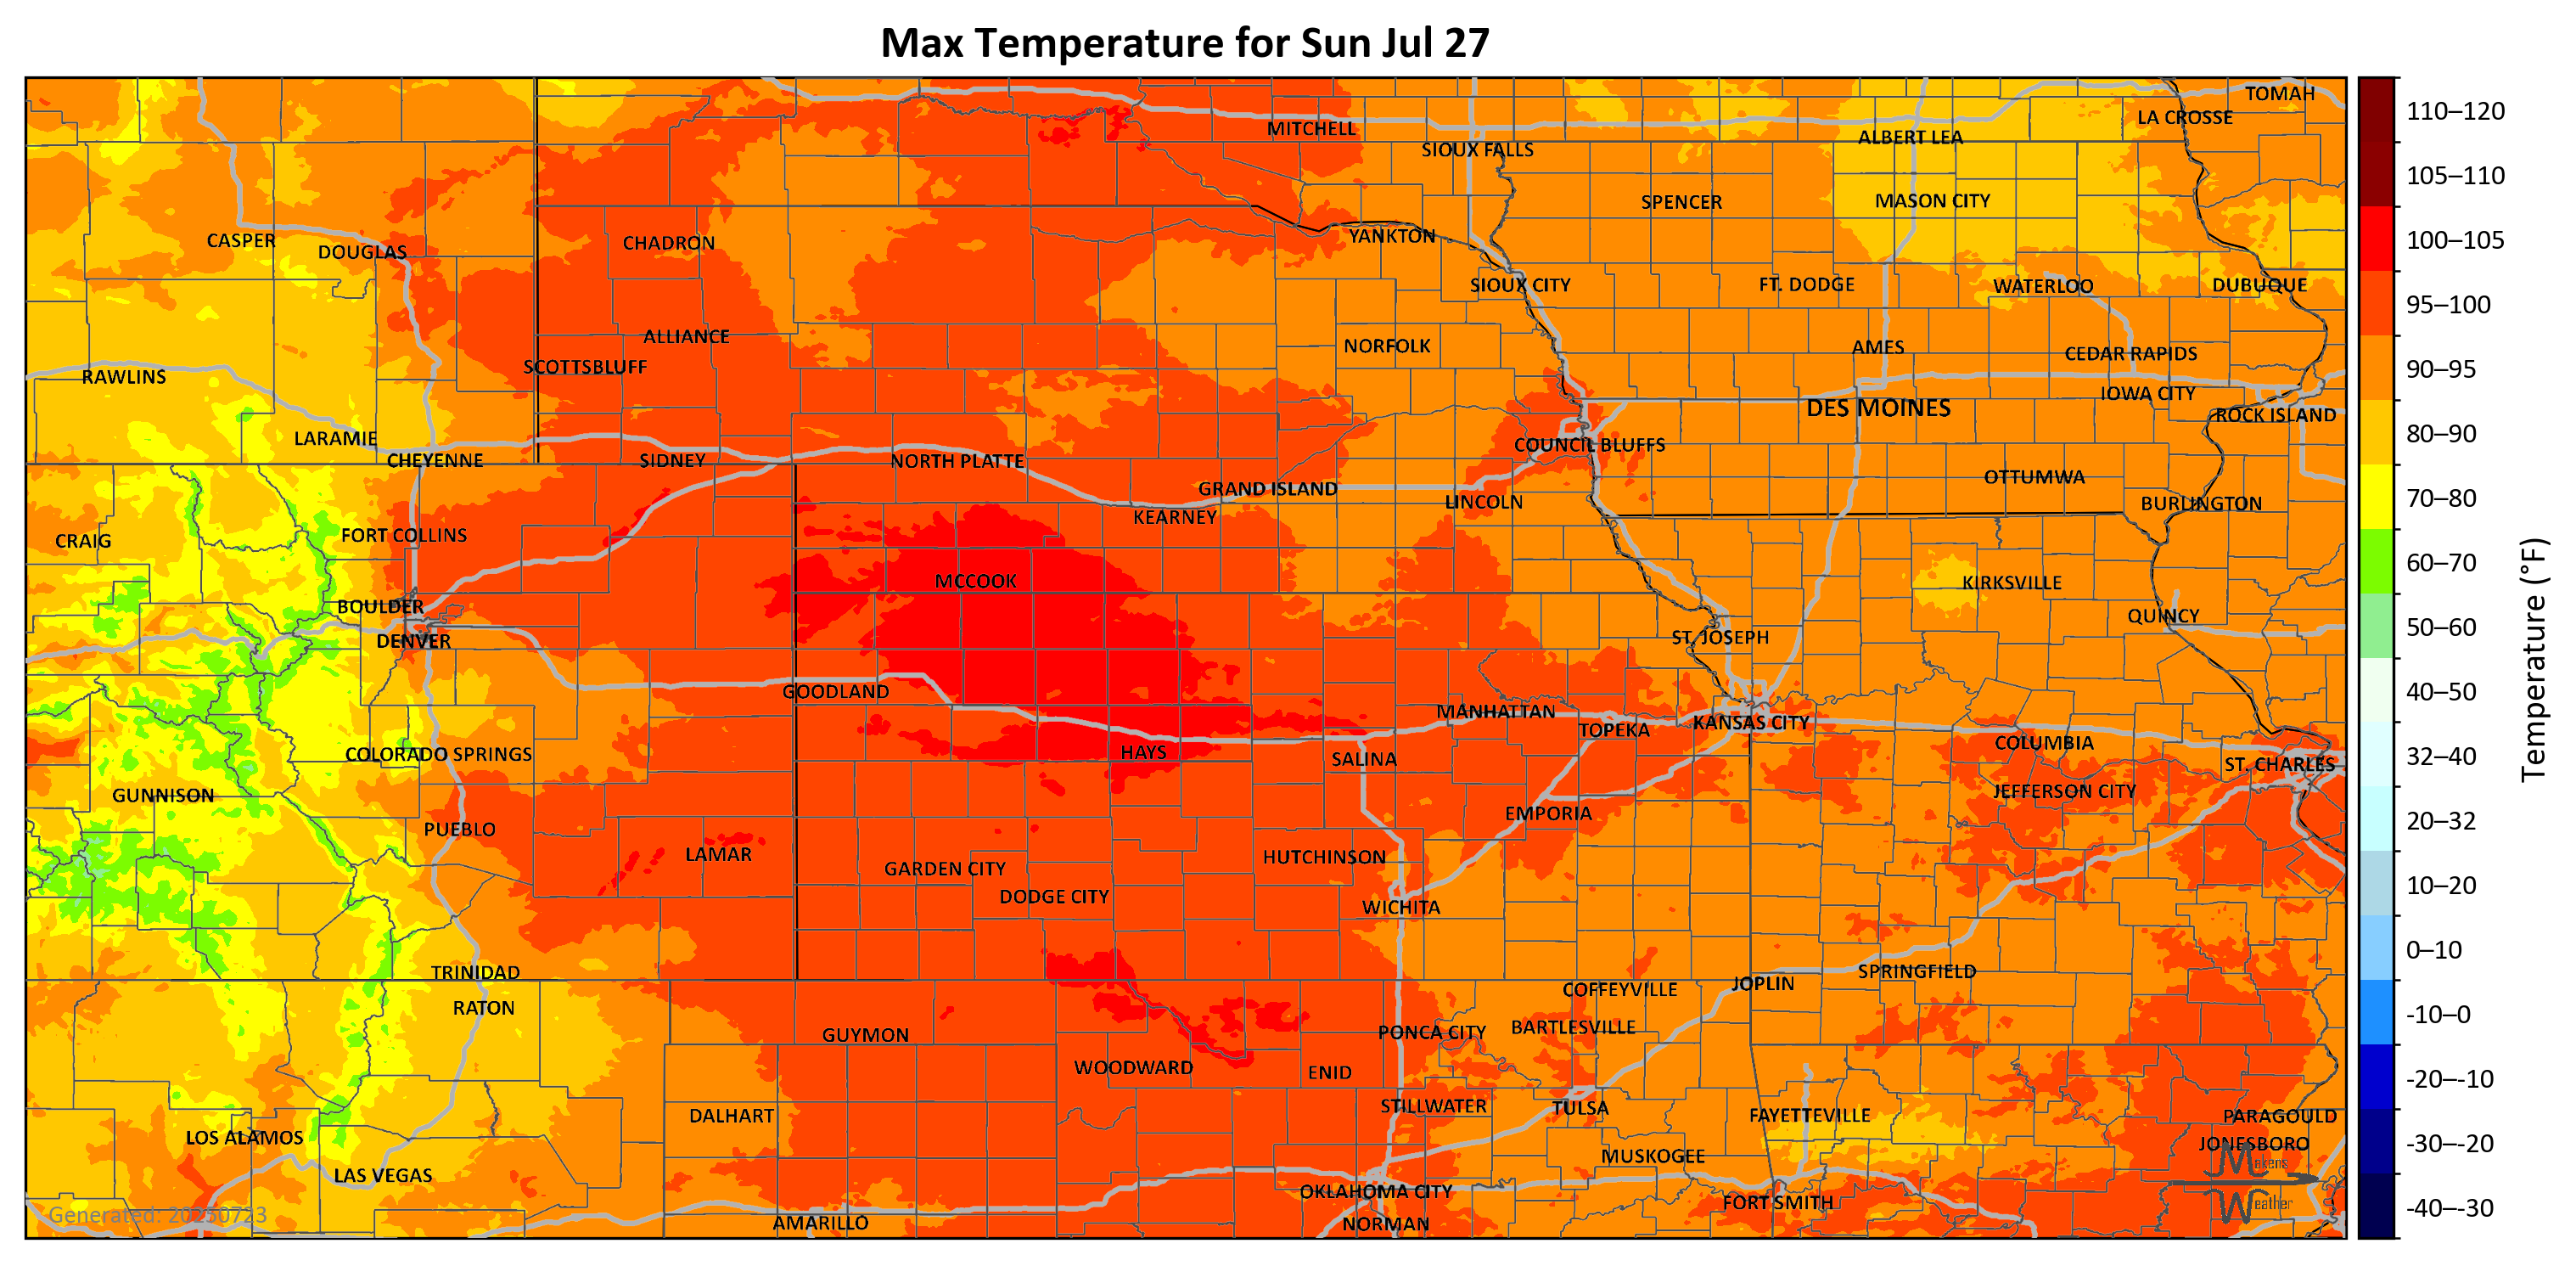 Max Temperature for Sun Jul 27
TOMAH
LA CROSSE
MITCHELL
ALBERT LEA
SIOUX FALLS
SPENCER
MASON CITY
CASPER
DOUGLAS
CHADRON
YANKTON
SIOUX CITY
FT. DODGE
WATERLOO
DUBUQUE
ALLIANCE
NORFOLK
AMES
CEDAR RAPIDS
SCOTTSBLUFF
RAWLINS
IOWA CITY
DES MOINES
ROCK ISLAND
LARAMIE
COUNCIL BLUFFS
CHEYENNE
SIDNEY
NORTH PLATTE
OTTUMWA
GRAND ISLAND
LINCOLN
BURLINGTON
KEARNEY
FORT COLLINS
CRAIG
MCCOOK
KIRKSVILLE
BOULDER
QUINCY
DENVER
ST. JOSEPH
GOODLAND
MANHATTAN
KANSAS CITY
TOPEKA
COLUMBIA
COLORADO SPRINGS
HAYS
SALINA
ST. CHARLES
GUNNISON
JEFFERSON CITY
EMPORIA
PUEBLO
LAMAR
HUTCHINSON
GARDEN CITY
DODGE CITY
WICHITA
TRINIDAD
SPRINGFIELD
JOPLIN
COFFEYVILLE
RATON
BARTLESVILLE
PONCA CITY
GUYMON
WOODWARD
ENID
STILLWATER
TULSA
DALHART
FAYETTEVILLE
PARAGOULD
LOS ALAMOS
JONESBORO
MUSKOGEE
LAS VEGAS
OKLAHOMA CITY
FORT SMITH
AMARILLO
NORMAN
Generated: 20250723
Makens
Weather
110–120
105–110
100–105
95–100
90–95
80–90
70–80
60–70
50–60
40–50
32–40
20–32
10–20
0–10
-10–0
-20–-10
-30–-20
-40–-30
Temperature (°F)